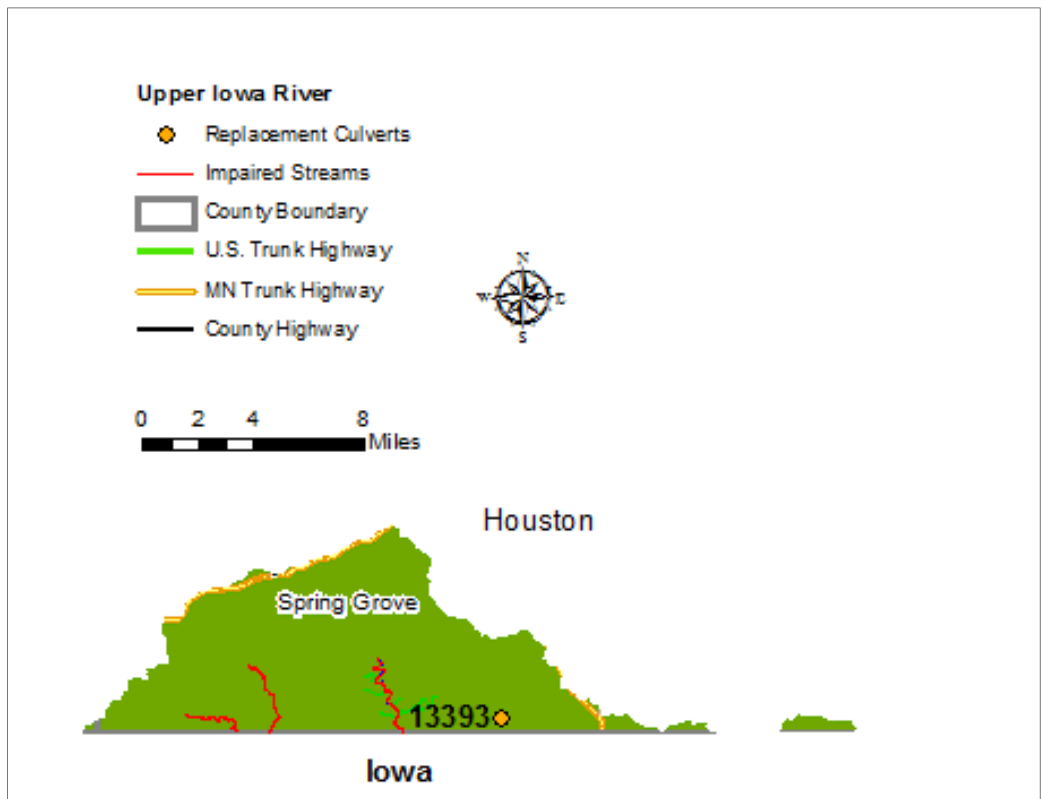 Upper Iowa River
Replacement Culverts
Impaired Streams
County Boundary
U.S. Trunk Highway
MN Trunk Highway
County Highway
N
W E
S
0 2 4 8
Miles
Houston
Spring Grove
13393
Iowa